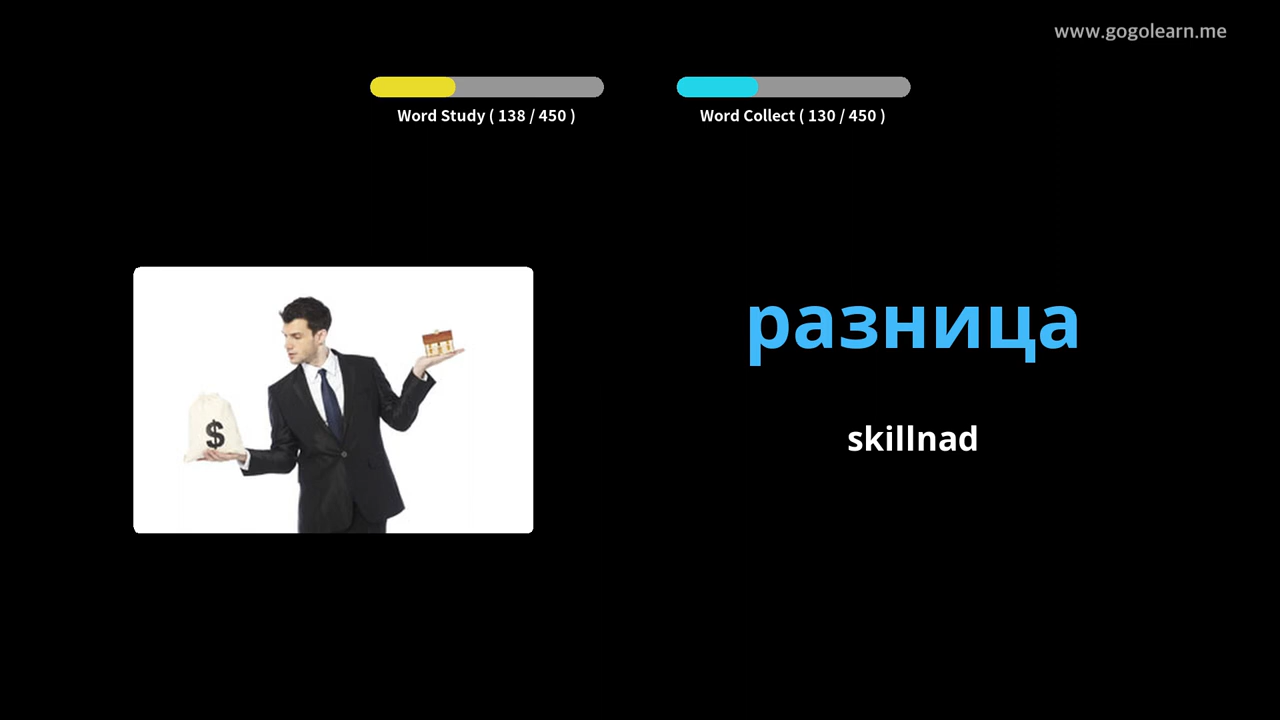 www.gogolearn.me
Word Study ( 138 / 450 )
Word Collect ( 130 / 450 )
$
разница
skillnad